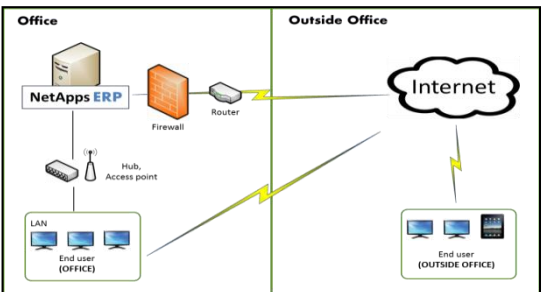 Office
Outside Office
NetApps ERP
Firewall
Router
Internet
Hub,
Access point
LAN
End user
(OFFICE)
End user
(OUTSIDE OFFICE)